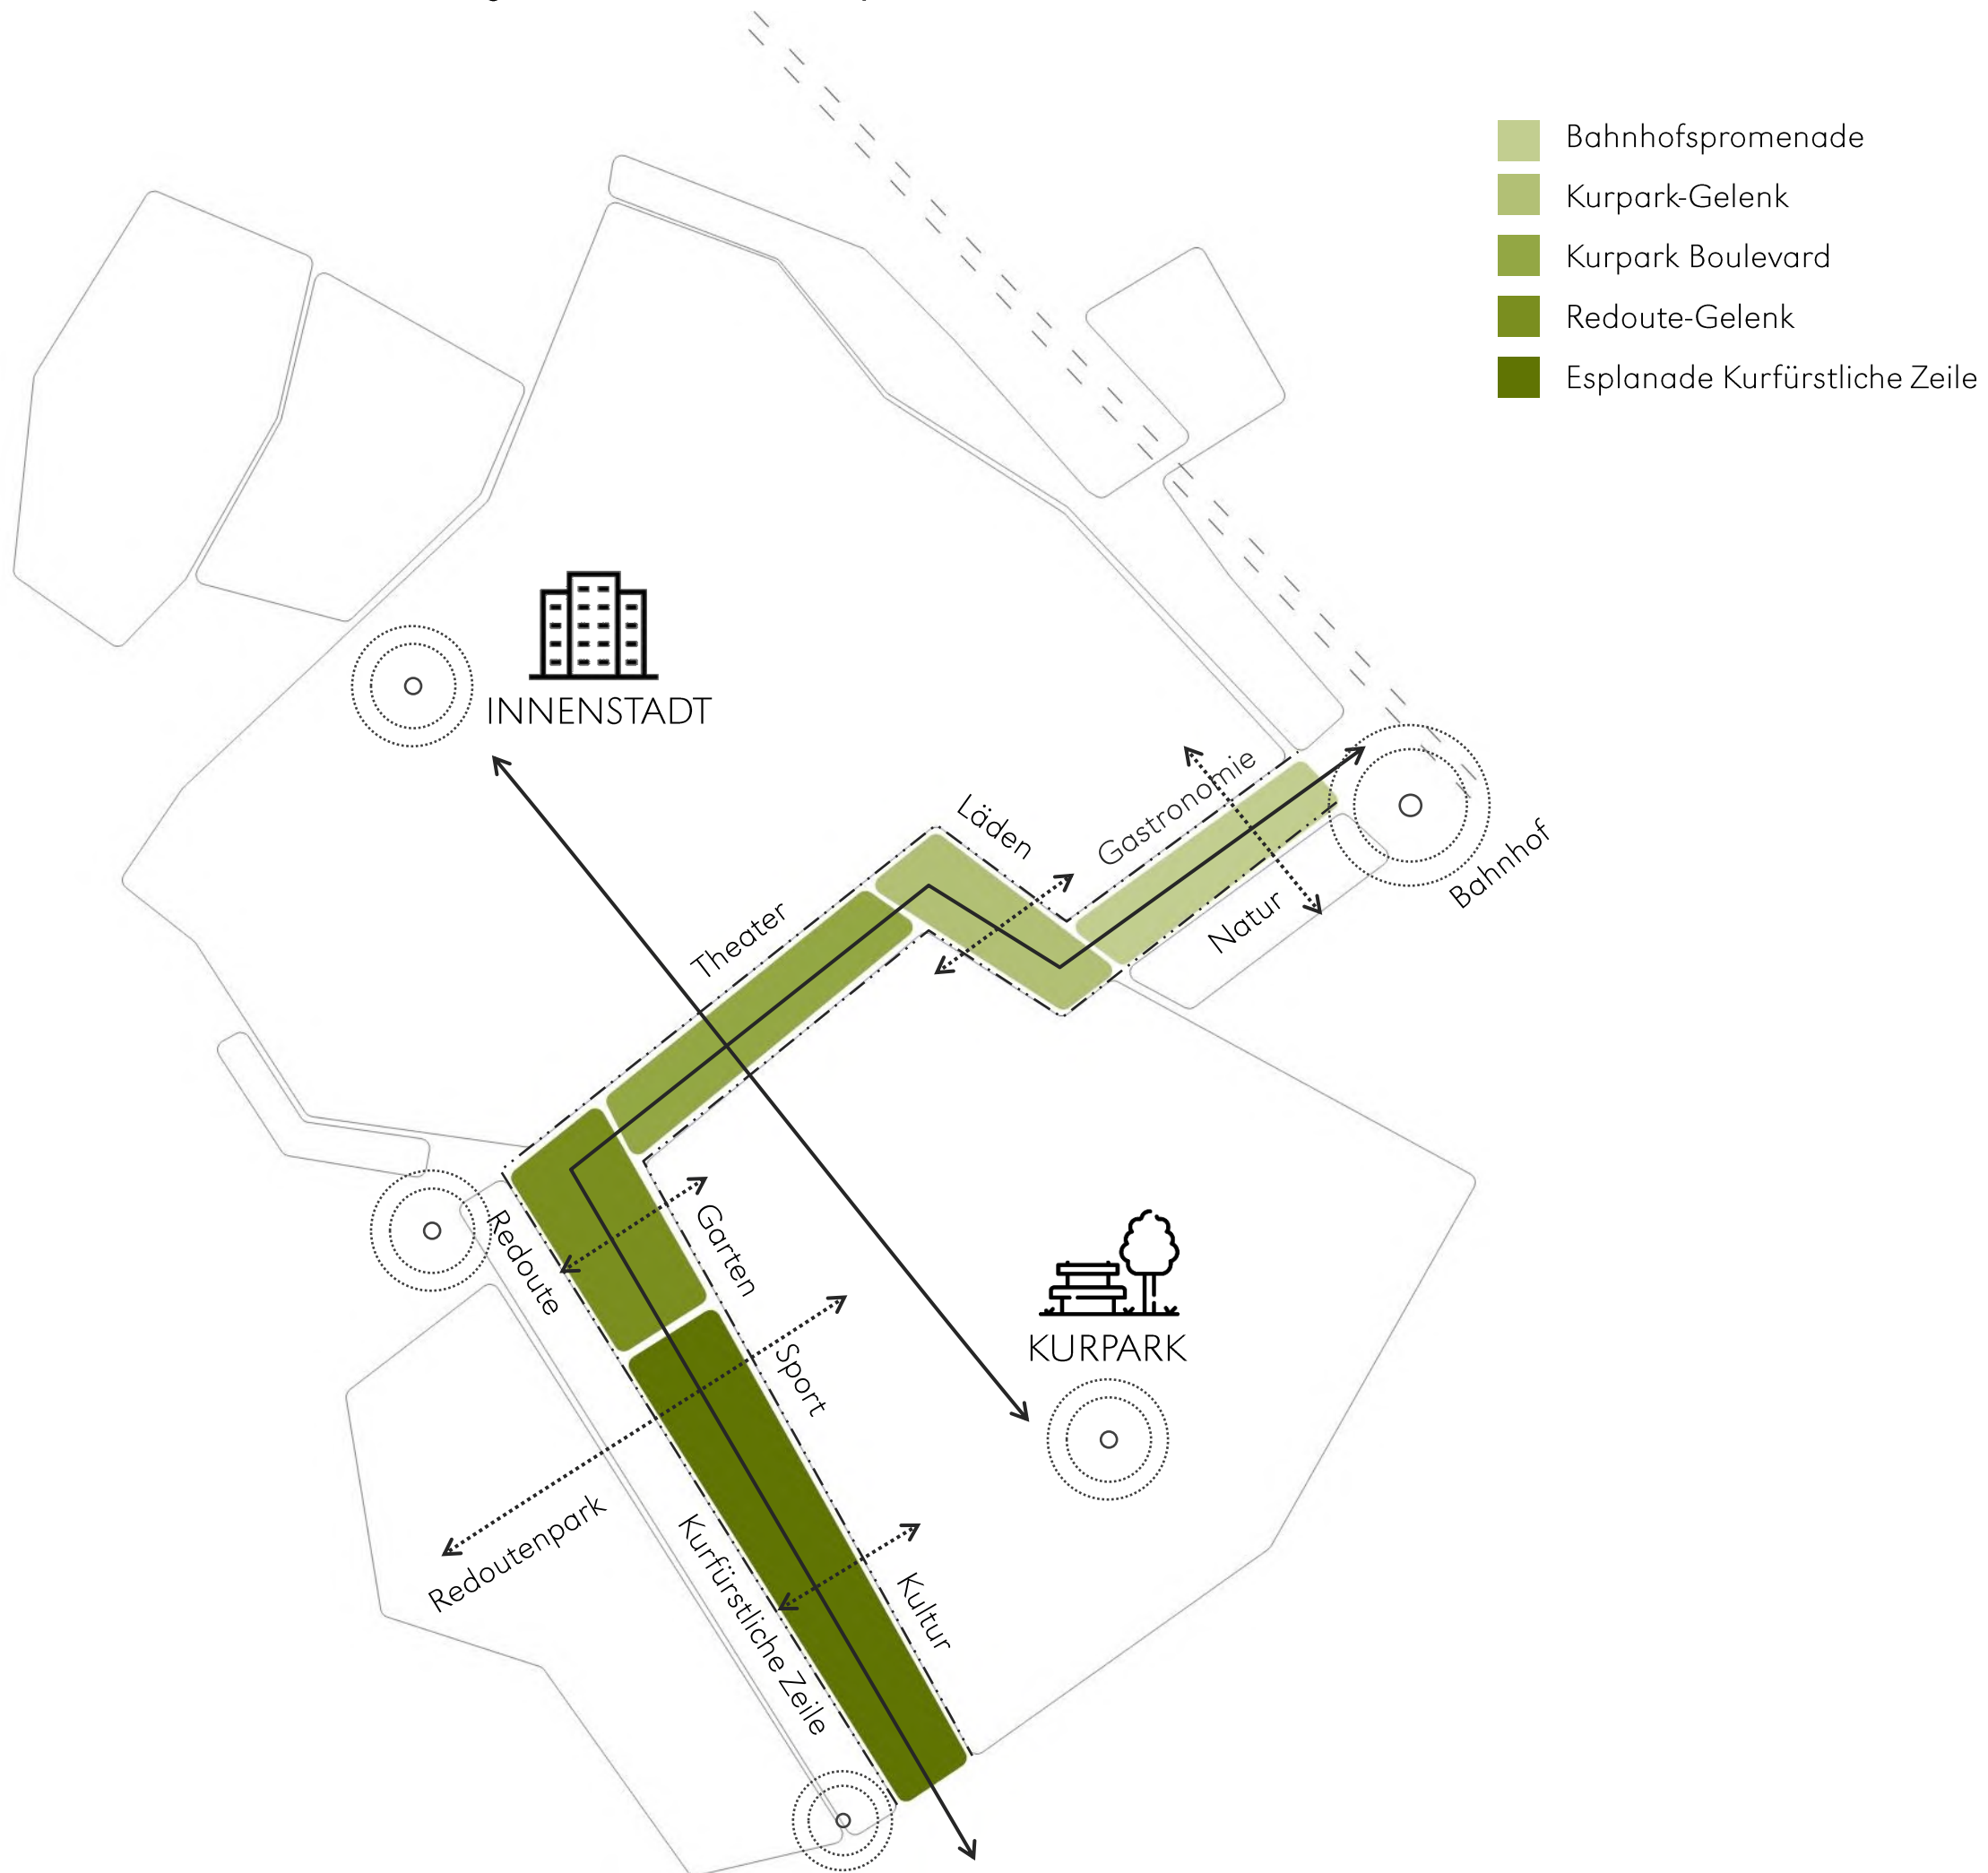 Bahnhofspromenade
Kurpark-Gelenk
Kurpark Boulevard
Redoute-Gelenk
Esplanade Kurfürstliche Zeile
INNENSTADT
Läden
Gastronomie
Bahnhof
Natur
Theater
Garten
Redoute
Sport
KURPARK
Redoutenpark
Kurfürstliche Zeile
Kultur